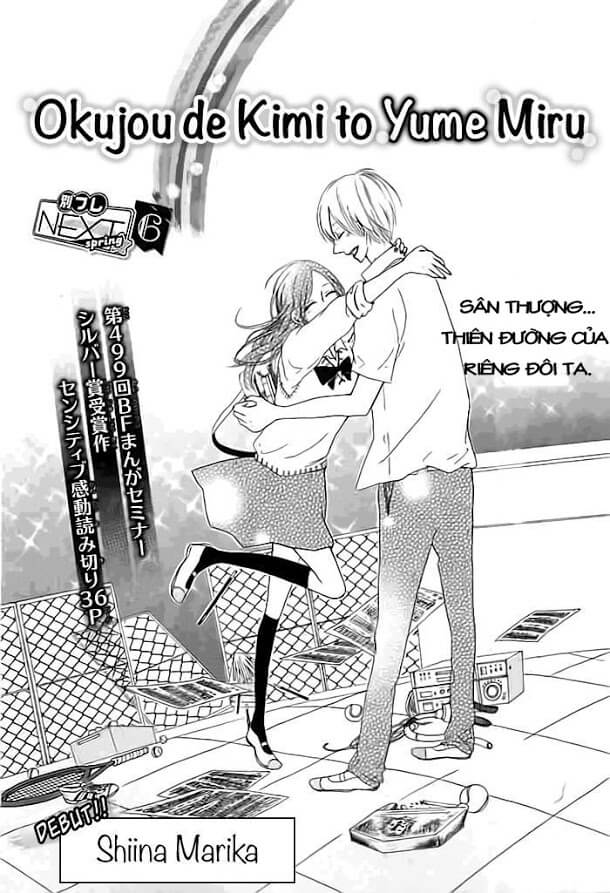 Okujou de Kimi to Yume Miru
別フレ
NEXT
spring
6
SÂN THƯỢNG...
THIÊN ĐƯỜNG CỦA
RIÊNG ĐÔI TA.
第499回BFまんがセミナー
シルバー賞受賞作
センシティブ感動読み切り36P
DEBUT!!
Shiina Marika